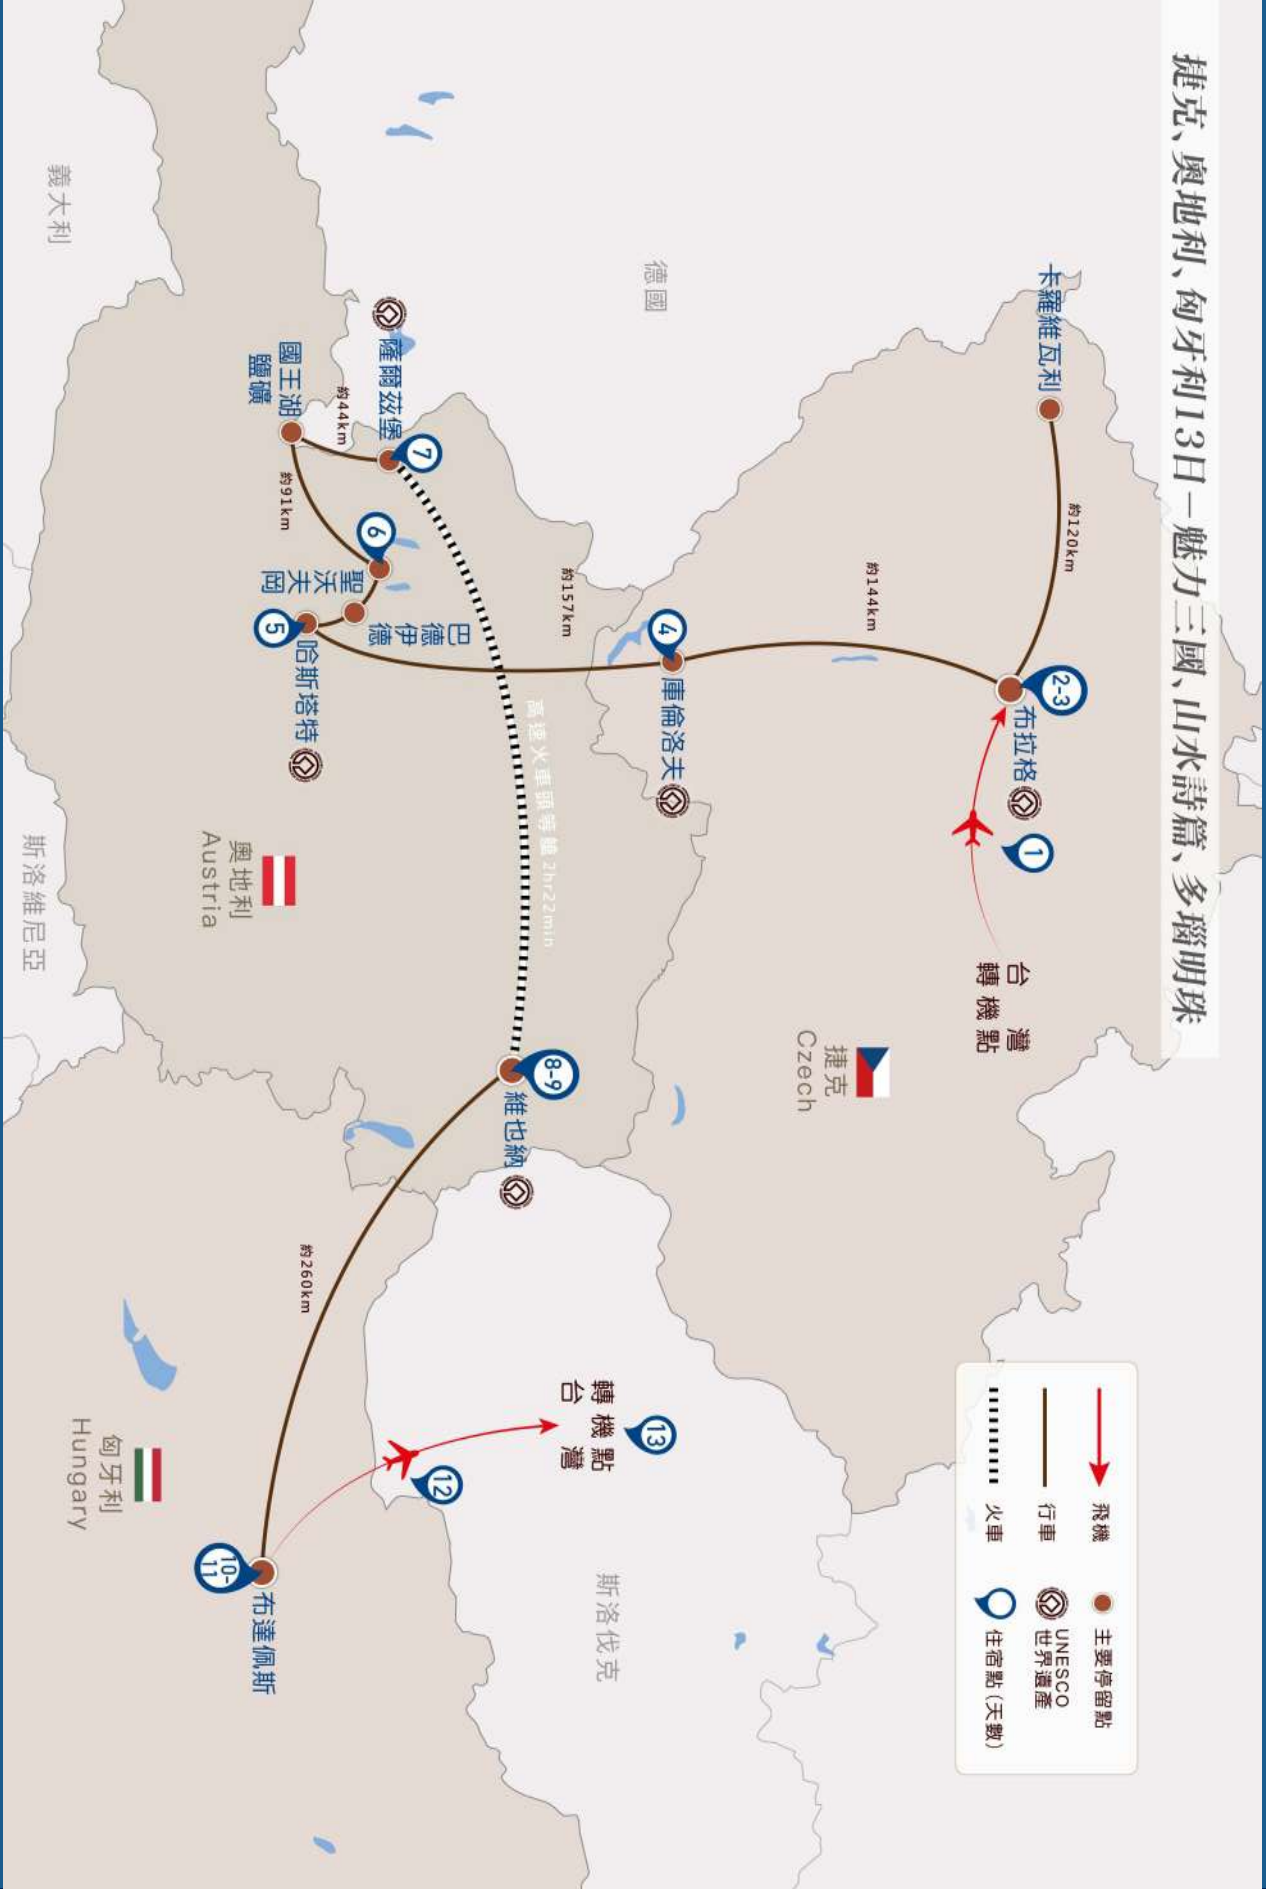 捷克、奧地利、匈牙利13日－魅力三國、山水詩篇、多瑙明珠
卡羅維瓦利
約120km
2-3
布拉格
1
台灣
轉機點
約144km
捷克
Czech
德國
4
庫倫洛夫
約157km
薩爾茲堡
7
約44km
國王湖
鹽礦
約91km
6
聖沃夫岡
巴德伊德
5
哈斯塔特
高速火車頭等艙 2hr22min
8-9
維也納
奧地利
Austria
義大利
斯洛維尼亞
約260km
10-11
布達佩斯
匈牙利
Hungary
12
13
轉機點
台灣
斯洛伐克
飛機
行車
火車
主要停留點
UNESCO
世界遺產
住宿點 (天數)